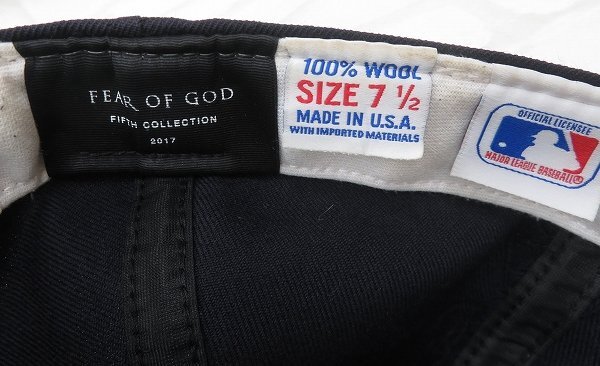 FEAR OF GOD
FIFTH COLLECTION
2017
100% WOOL
SIZE 7 ½
MADE IN U.S.A.
WITH IMPORTED MATERIALS
OFFICIAL LICENSEE
MAJOR LEAGUE BASEBALL